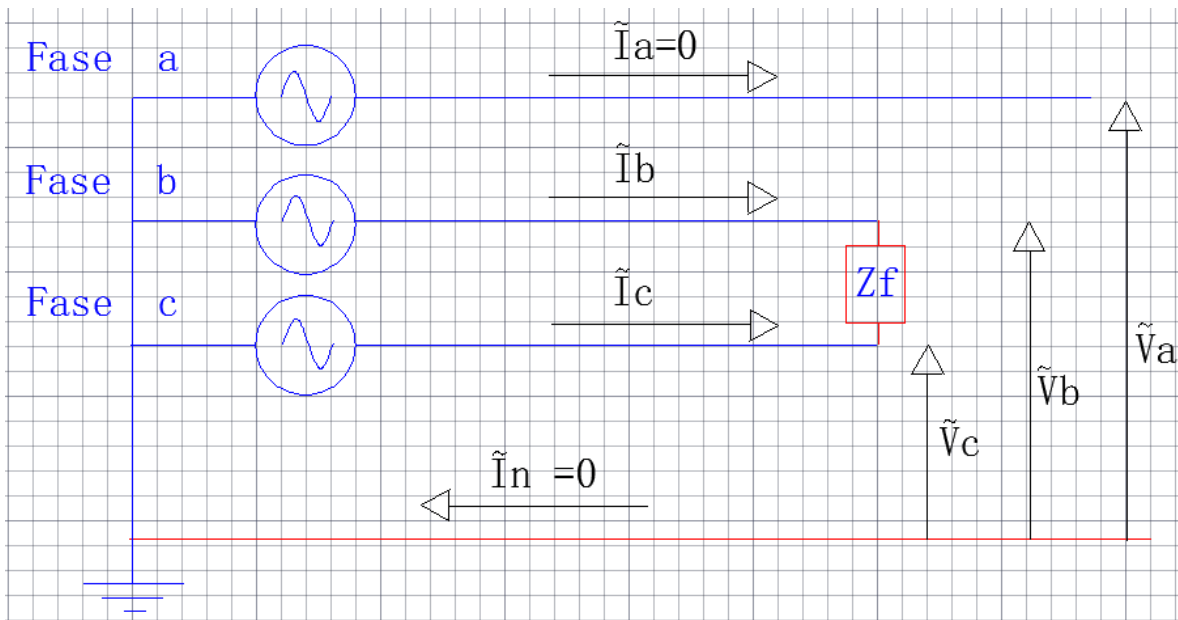 Fase a
Ĩa=0
Fase b
Ĩb
Fase c
Ĩc
Zf
Ṽa
Ṽb
Ṽc
Ĩn =0